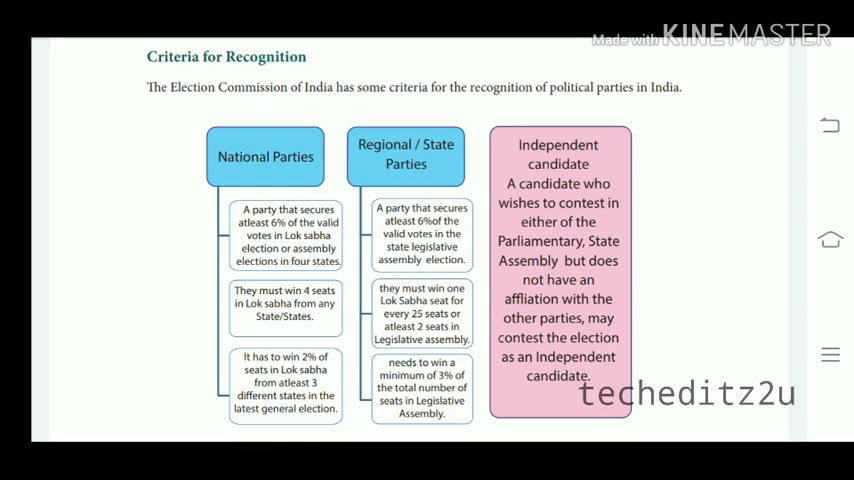 Made with KINEMASTER
Criteria for Recognition
The Election Commission of India has some criteria for the recognition of political parties in India.
National Parties
A party that secures
atleast 6% of the valid
votes in Lok sabha
election or assembly
elections in four states.
They must win 4 seats
in Lok sabha from any
State/States.
It has to win 2% of
seats in Lok sabha
from atleast 3
different states in the
latest general election.
Regional / State
Parties
A party that secures
atleast 6%of the
valid votes in the
state legislative
assembly election.
they must win one
Lok Sabha seat for
every 25 seats or
atleast 2 seats in
Legislative assembly.
needs to win a
minimum of 3% of
the total number of
seats in Legislative
Assembly.
Independent
candidate
A candidate who
wishes to contest in
either of the
Parliamentary, State
Assembly but does
not have an
affliation with the
other parties, may
contest the election
as an Independent
candidate.
techeditz2u